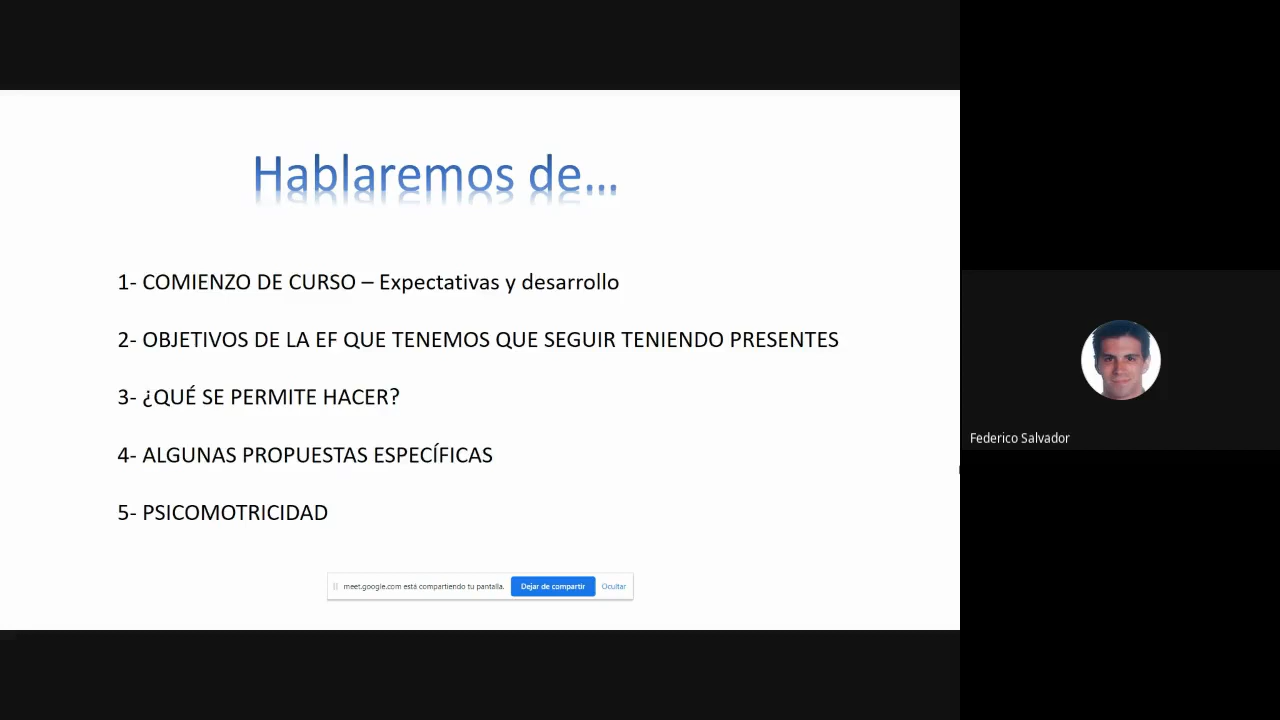 Hablaremos de...
1- COMIENZO DE CURSO – Expectativas y desarrollo
2- OBJETIVOS DE LA EF QUE TENEMOS QUE SEGUIR TENIENDO PRESENTES
3- ¿QUÉ SE PERMITE HACER?
4- ALGUNAS PROPUESTAS ESPECÍFICAS
5- PSICOMOTRICIDAD
meet.google.com está compartiendo tu pantalla. Dejar de compartir Ocultar
Federico Salvador